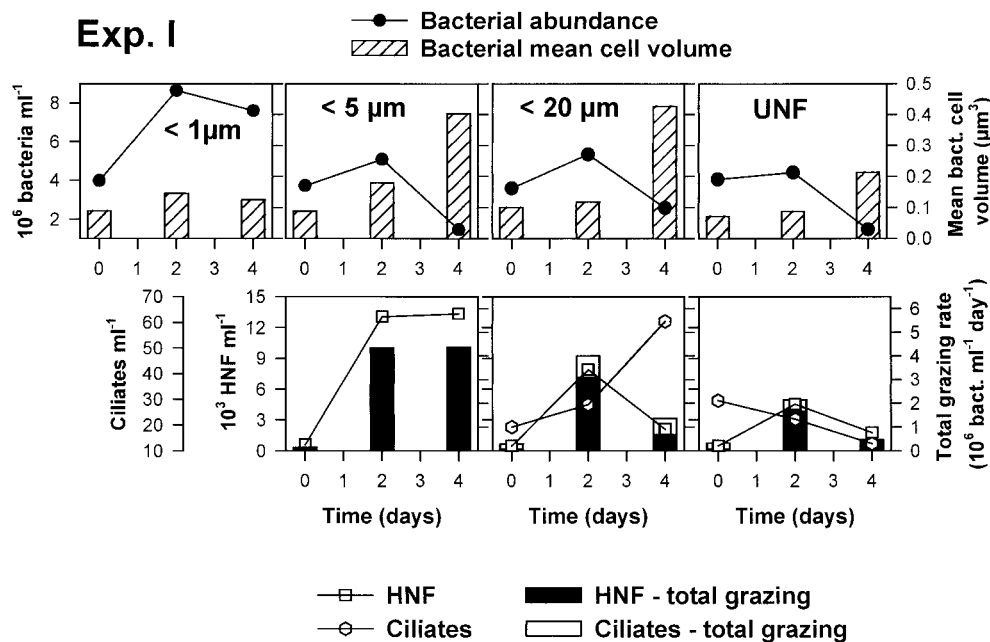 Exp. I
Bacterial abundance
Bacterial mean cell volume
10⁶ bacteria ml⁻¹
8
6
4
2
< 1µm
< 5 µm
< 20 µm
UNF
0.5
0.4
0.3
0.2
0.1
0.0
Mean bact. cell
volume (µm³)
0 1 2 3 4 0 1 2 3 4 0 1 2 3 4 0 1 2 3 4
Ciliates ml⁻¹
70
60
50
40
30
20
10
10³ HNF ml⁻¹
15
12
9
6
3
0
6
5
4
3
2
1
0
Total grazing rate
(10⁶ bact. ml⁻¹ day⁻¹)
0 1 2 3 4 0 1 2 3 4 0 1 2 3 4
Time (days) Time (days) Time (days)
HNF HNF - total grazing
Ciliates Ciliates - total grazing